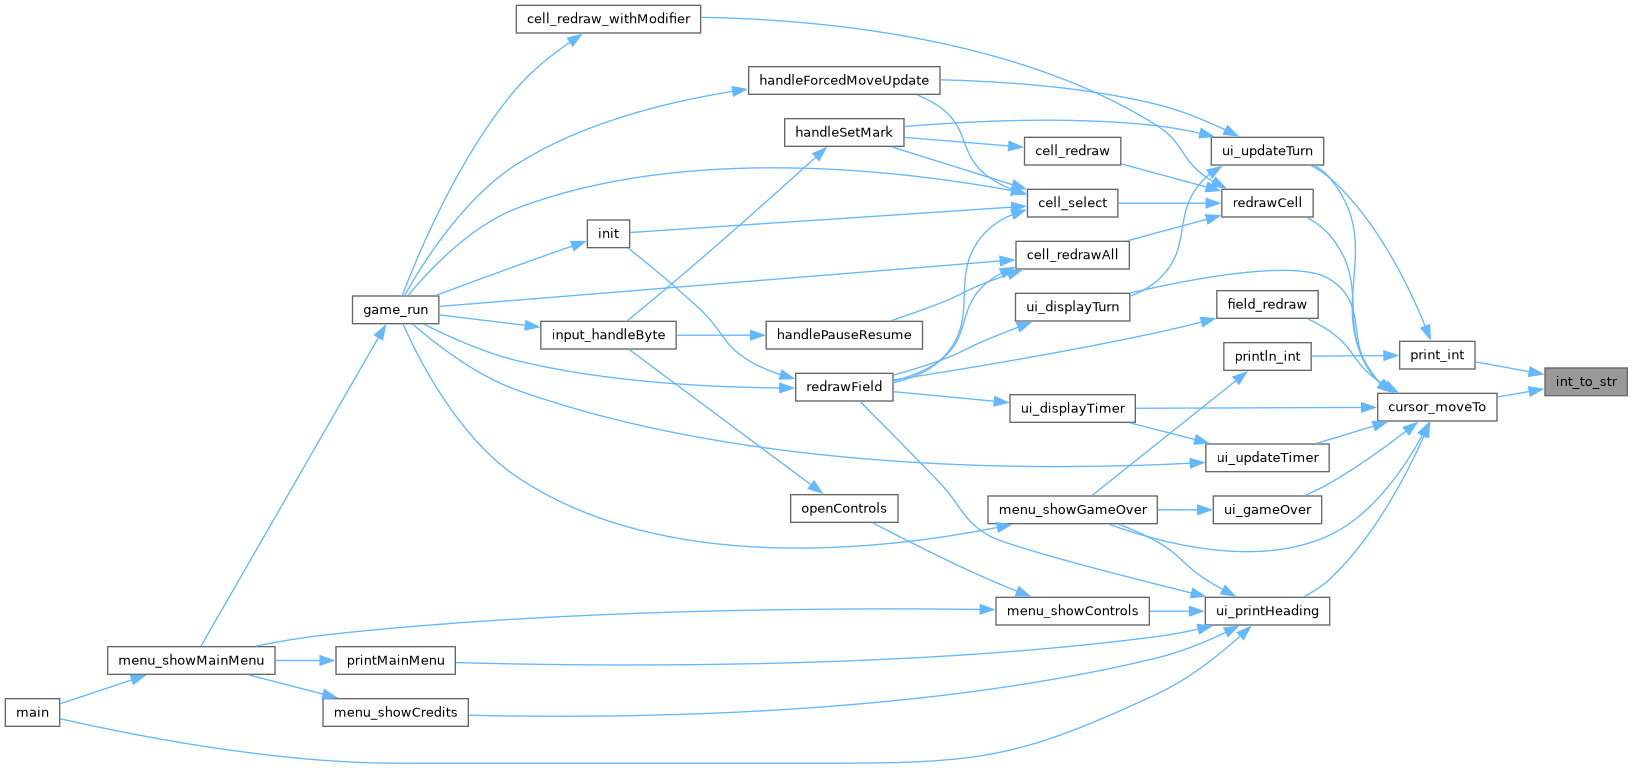 cell_redraw_withModifier
handleForcedMoveUpdate
handleSetMark
cell_redraw
ui_updateTurn
cell_select
redrawCell
init
cell_redrawAll
game_run
ui_displayTurn
field_redraw
input_handleByte
handlePauseResume
println_int
print_int
redrawField
int_to_str
ui_displayTimer
cursor_moveTo
ui_updateTimer
openControls
menu_showGameOver
ui_gameOver
menu_showControls
ui_printHeading
menu_showMainMenu
printMainMenu
main
menu_showCredits